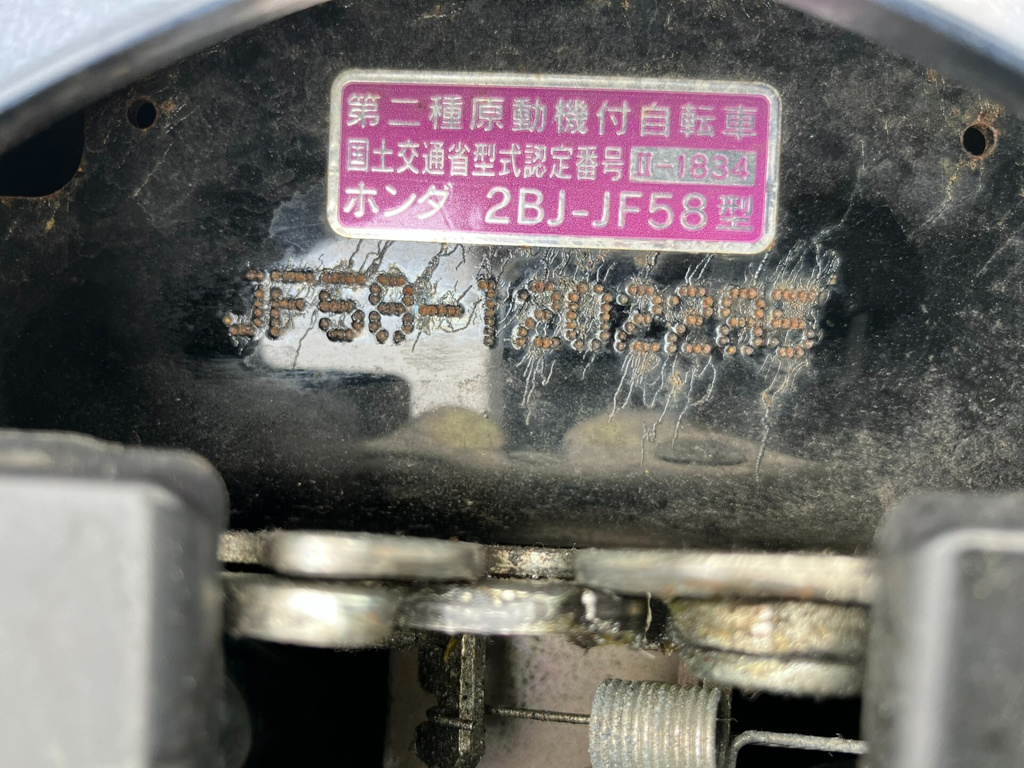 第二種原動機付自転車
国土交通省型式認定番号 II-1834
ホンダ 2BJ-JF58型
JF58-1202285